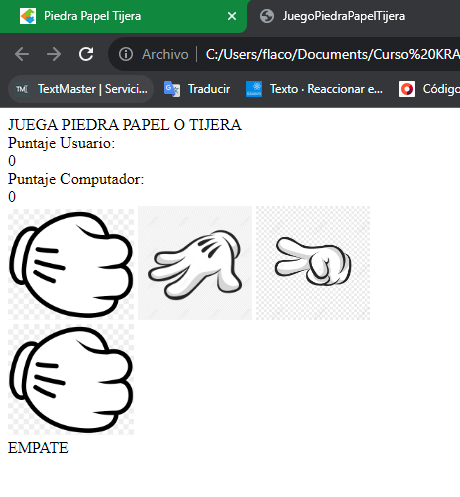 Piedra Papel Tijera
JuegoPiedraPapelTijera
Archivo C:/Users/flaco/Documents/Curso%20KRA
TM TextMaster | Servici...
Traducir
Texto · Reaccionar e...
Código
JUEGA PIEDRA PAPEL O TIJERA
Puntaje Usuario:
0
Puntaje Computador:
0
EMPATE